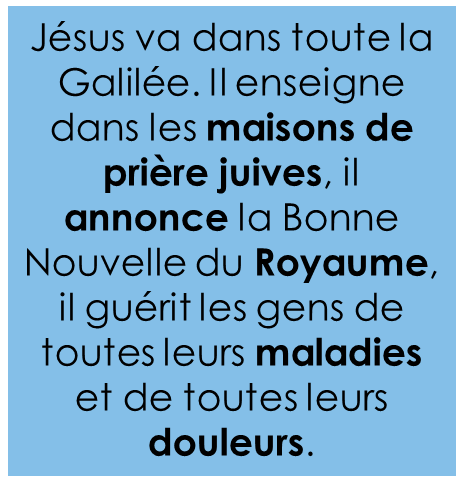 Jésus va dans toute la
Galilée. Il enseigne
dans les maisons de
prière juives, il
annonce la Bonne
Nouvelle du Royaume,
il guérit les gens de
toutes leurs maladies
et de toutes leurs
douleurs.